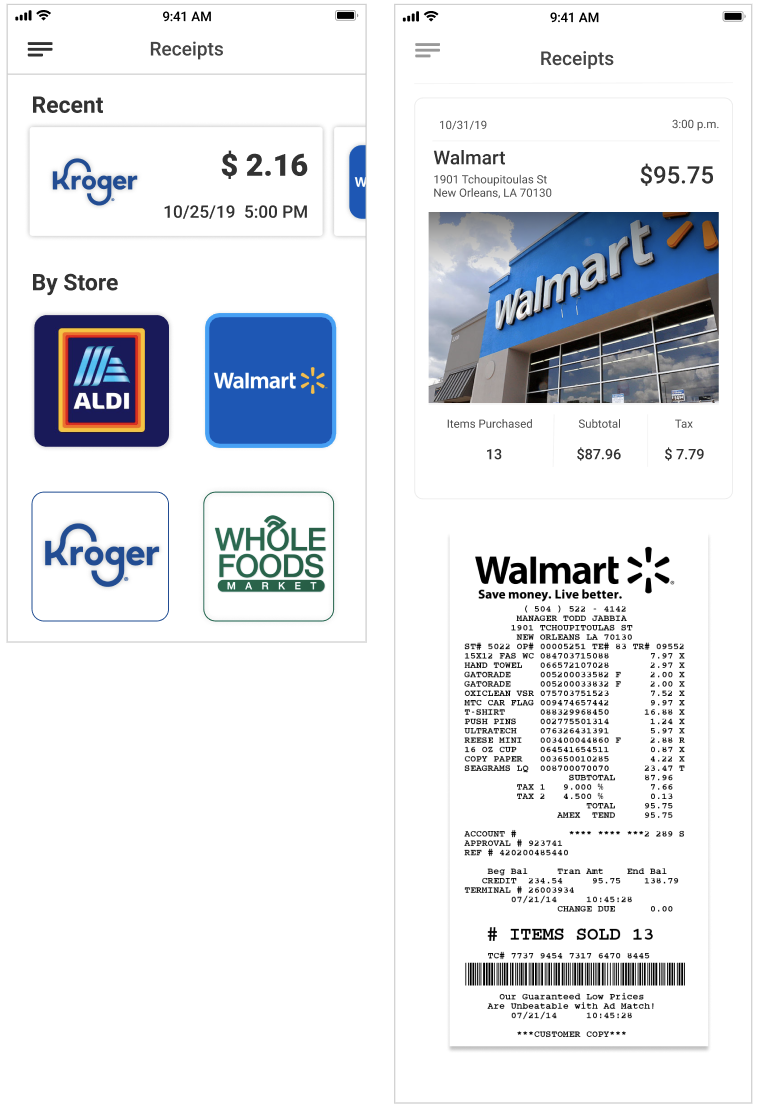 9:41 AM
Receipts
Recent
Kroger
$ 2.16
10/25/19 5:00 PM
W
By Store
ALDI
Walmart
Kroger
WHOLE
FOODS
MARKET
9:41 AM
Receipts
10/31/19 3:00 p.m.
Walmart
1901 Tchoupitoulas St
New Orleans, LA 70130
$95.75
Walmart
Items Purchased Subtotal Tax
13 $87.96 $ 7.79
Walmart
Save money. Live better.
( 504 ) 522 - 4142
MANAGER TODD JABBIA
1901 TCHOUPITOULAS ST
NEW ORLEANS LA 70130
ST# 5022 OP# 00005251 TE# 83 TR# 09552
15X12 FAS WC 084703715088 7.97 X
HAND TOWEL 066572107028 2.97 X
GATORADE 005200033582 F 2.00 X
GATORADE 005200033832 F 2.00 X
OXICLEAN VSR 075703751523 7.52 X
MTC CAR FLAG 009474657442 9.97 X
T-SHIRT 088329968450 16.88 X
PUSH PINS 002775501314 1.24 X
ULTRATECH 076326431391 5.97 X
REESE MINI 003400044860 F 2.88 R
16 OZ CUP 064541654511 0.87 X
COPY PAPER 003650010285 4.22 X
SEAGRAMS LQ 008700070070 23.47 T
SUBTOTAL 87.96
TAX 1 9.000 % 7.66
TAX 2 4.500 % 0.13
TOTAL 95.75
AMEX TEND 95.75
ACCOUNT # **** **** ***2 289 S
APPROVAL # 923741
REF # 420200485440
Beg Bal Tran Amt End Bal
CREDIT 234.54 95.75 138.79
TERMINAL # 26003934
07/21/14 10:45:28
CHANGE DUE 0.00
# ITEMS SOLD 13
TC# 7737 9454 7317 6470 8445
Our Guaranteed Low Prices
Are Unbeatable with Ad Match!
07/21/14 10:45:28
***CUSTOMER COPY***